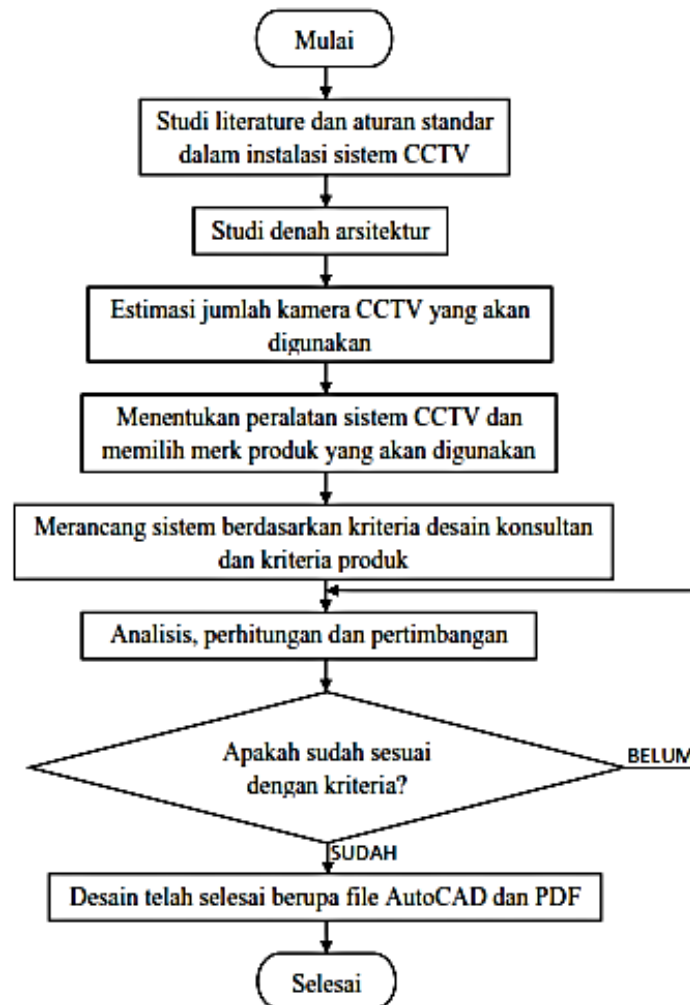 Mulai
Studi literature dan aturan standar
dalam instalasi sistem CCTV
Studi denah arsitektur
Estimasi jumlah kamera CCTV yang akan
digunakan
Menentukan peralatan sistem CCTV dan
memilih merk produk yang akan digunakan
Merancang sistem berdasarkan kriteria desain konsultan
dan kriteria produk
Analisis, perhitungan dan pertimbangan
Apakah sudah sesuai
dengan kriteria?
BELUM
SUDAH
Desain telah selesai berupa file AutoCAD dan PDF
Selesai